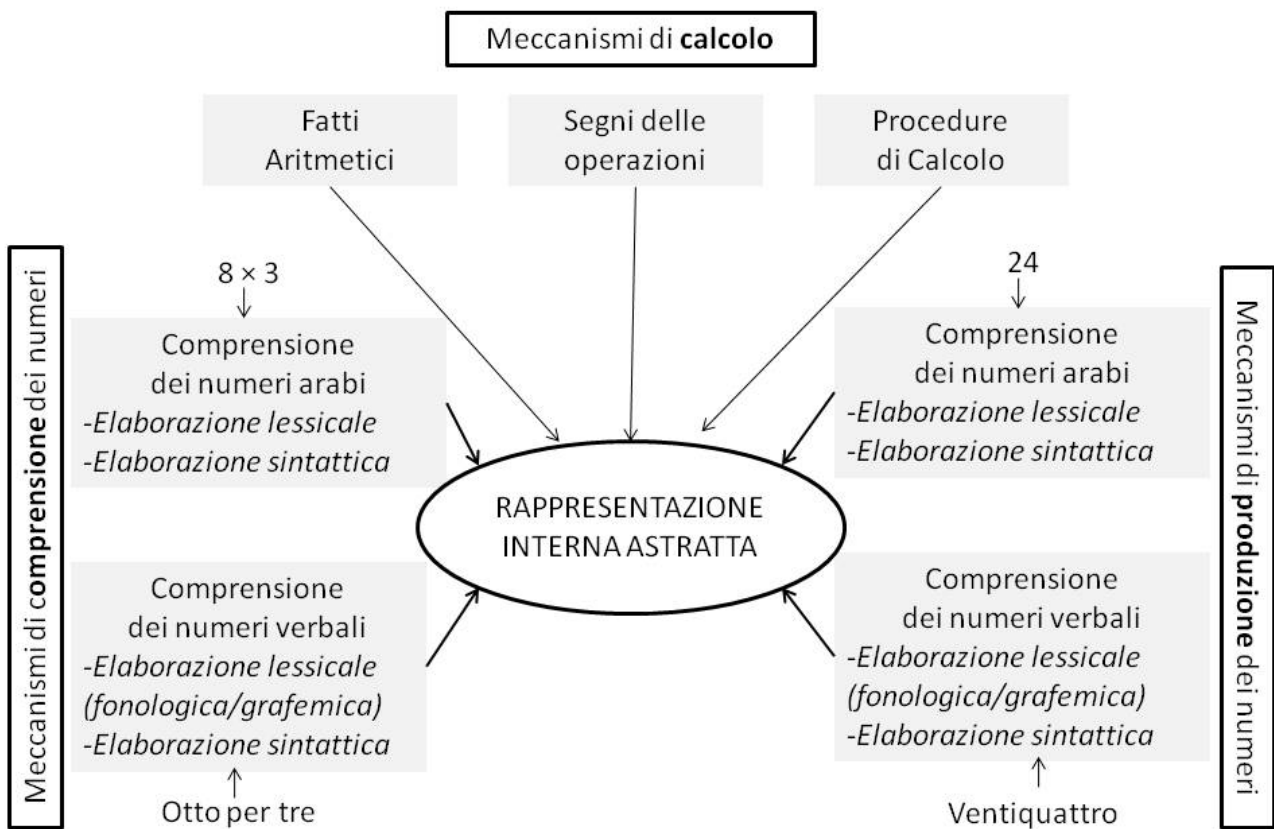 Meccanismi di calcolo
Fatti
Aritmetici
Segni delle
operazioni
Procedure
di Calcolo
Meccanismi di comprensione dei numeri
8 × 3
Comprensione
dei numeri arabi
-Elaborazione lessicale
-Elaborazione sintattica
Comprensione
dei numeri verbali
-Elaborazione lessicale
(fonologica/grafemica)
-Elaborazione sintattica
Otto per tre
RAPPRESENTAZIONE
INTERNA ASTRATTA
24
Comprensione
dei numeri arabi
-Elaborazione lessicale
-Elaborazione sintattica
Comprensione
dei numeri verbali
-Elaborazione lessicale
(fonologica/grafemica)
-Elaborazione sintattica
Ventiquattro
Meccanismi di produzione dei numeri